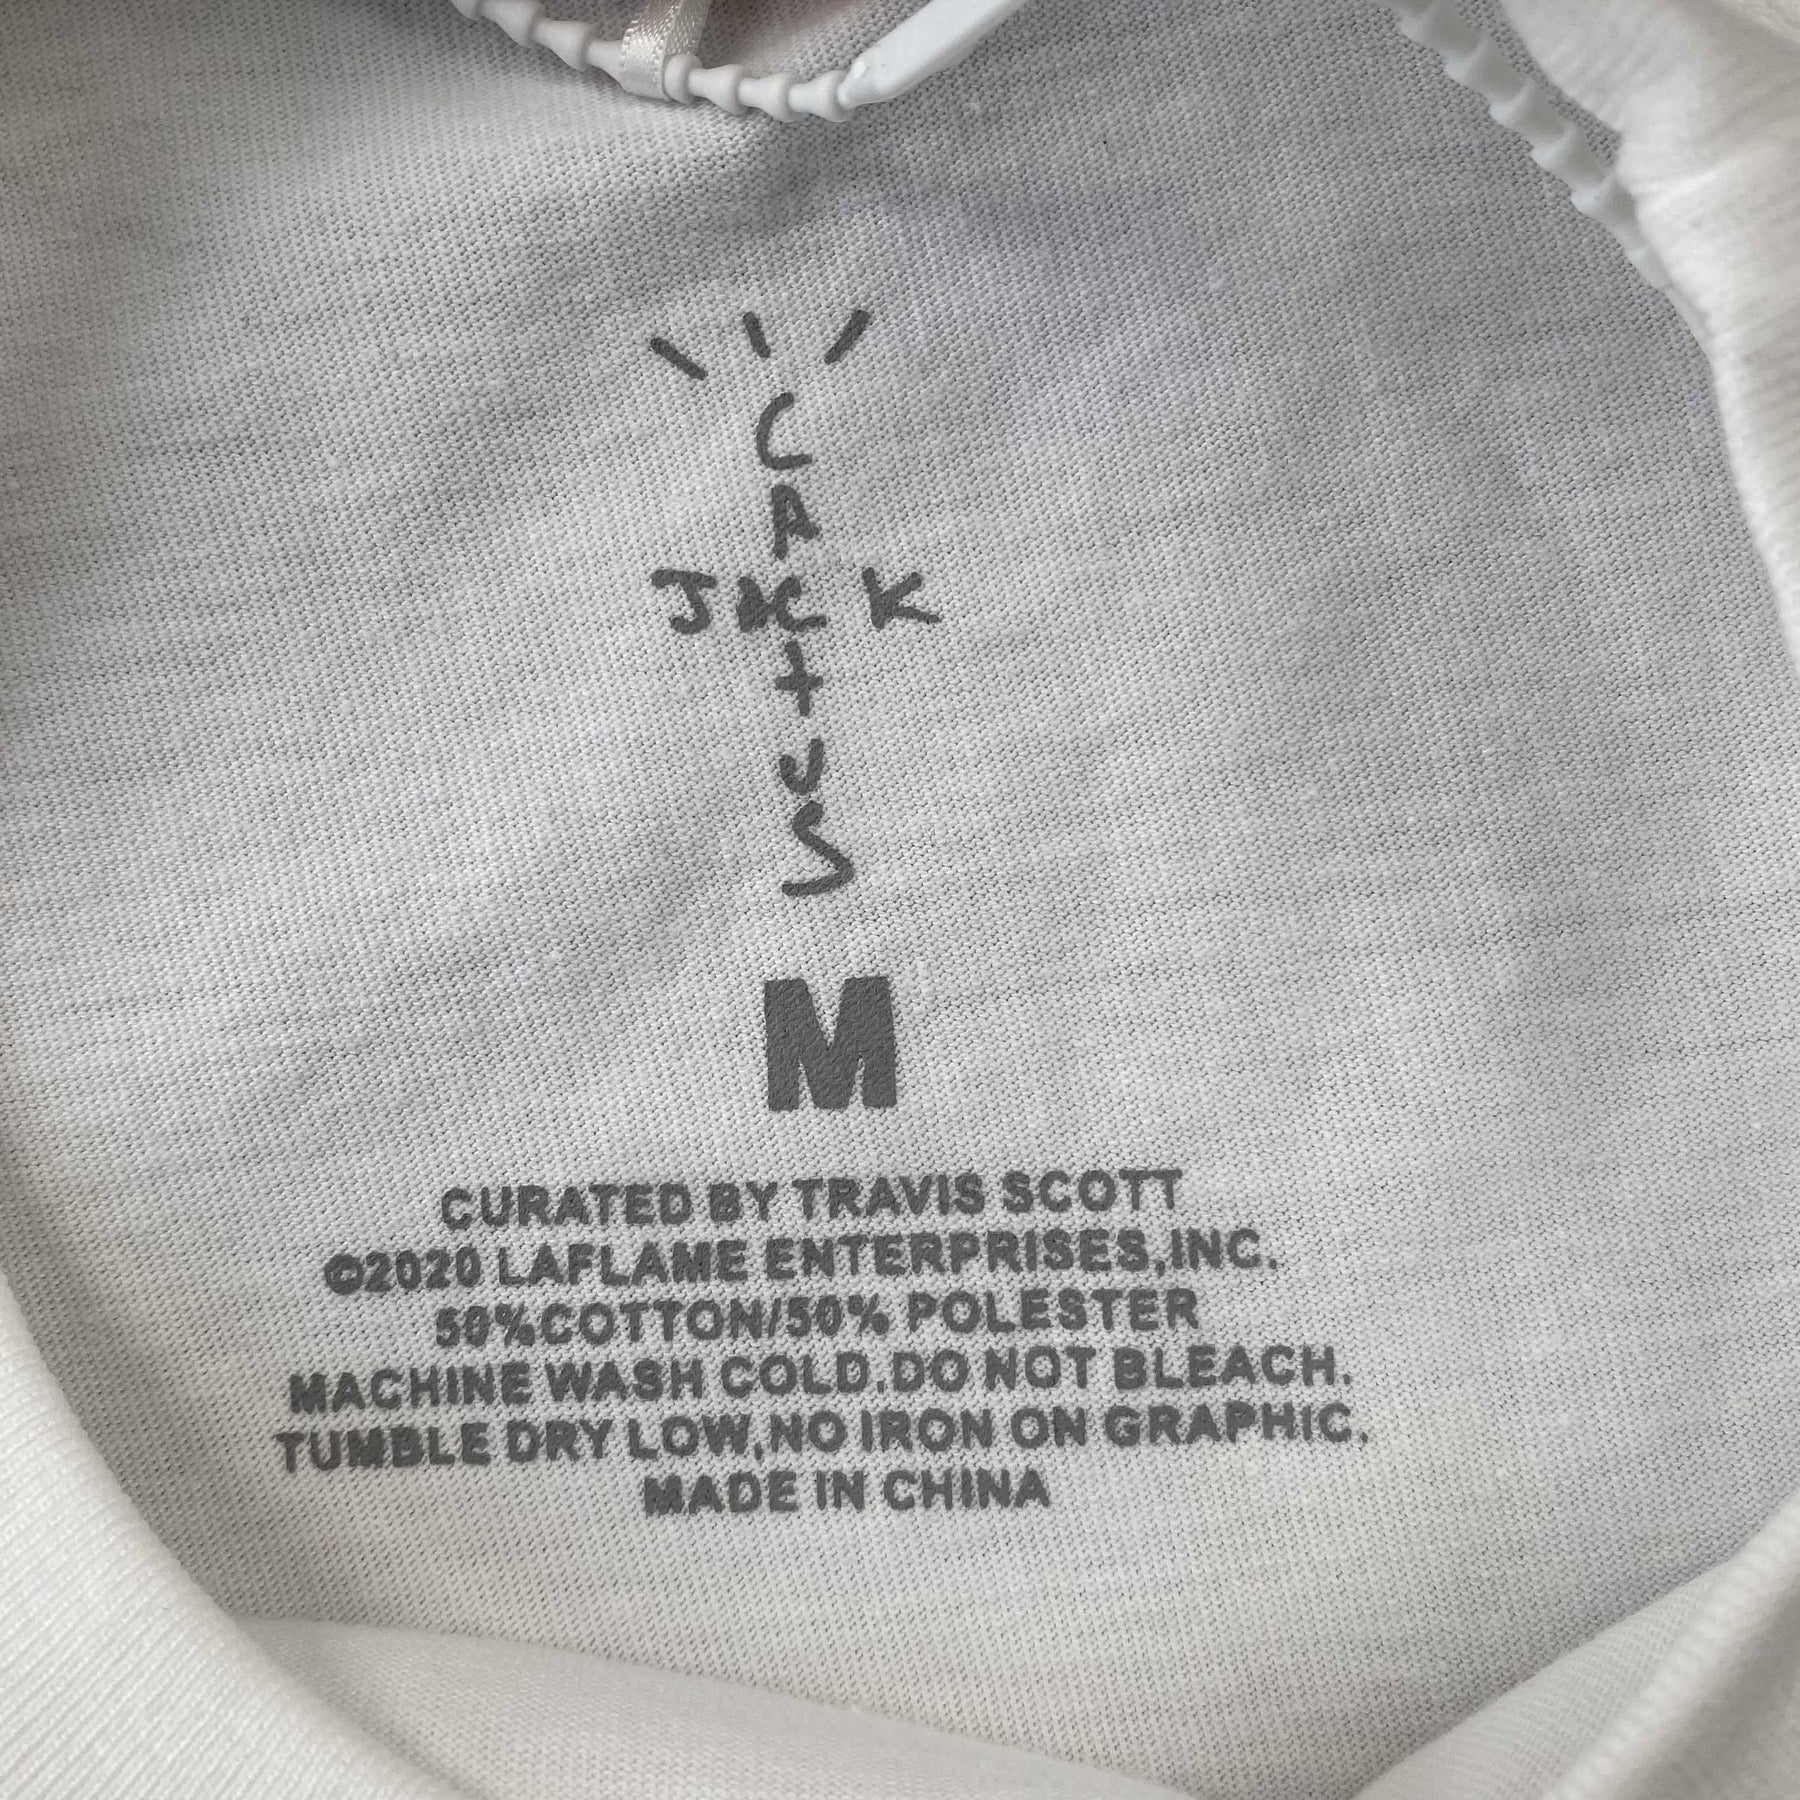 C
A
JACK
t
U
S
M
CURATED BY TRAVIS SCOTT
©2020 LAFLAME ENTERPRISES,INC.
50%COTTON/50% POLESTER
MACHINE WASH COLD.DO NOT BLEACH.
TUMBLE DRY LOW,NO IRON ON GRAPHIC.
MADE IN CHINA